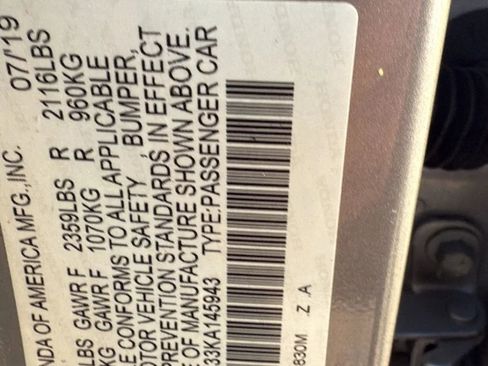 NDA OF AMERICA MFG.,INC. 07/'19
LBS GAWR F 2359LBS R 2116LBS
KG GAWR F 1070KG R 960KG
LE CONFORMS TO ALL APPLICABLE
OTOR VEHICLE SAFETY, BUMPER,
PREVENTION STANDARDS IN EFFECT
E OF MANUFACTURE SHOWN ABOVE.
33KA145943 TYPE:PASSENGER CAR
830M Z .A